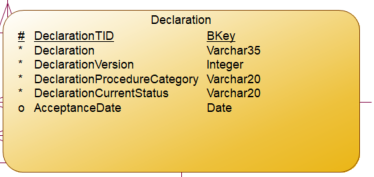 Declaration
# DeclarationTID BKey
* Declaration Varchar35
* DeclarationVersion Integer
* DeclarationProcedureCategory Varchar20
* DeclarationCurrentStatus Varchar20
o AcceptanceDate Date